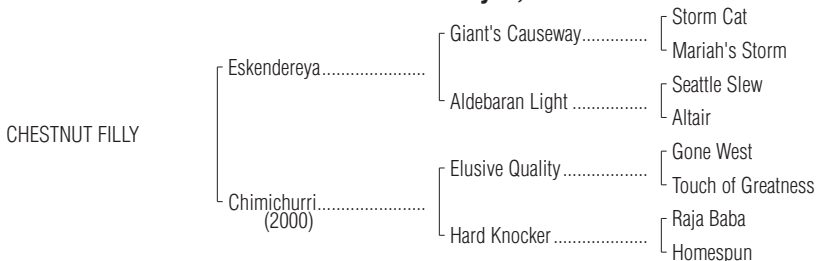 Storm Cat
Giant's Causeway..............
Mariah's Storm
Eskendereya......................
Seattle Slew
Aldebaran Light ................
Altair
CHESTNUT FILLY
Gone West
Elusive Quality..................
Touch of Greatness
Chimichurri.......................
(2000)
Raja Baba
Hard Knocker ....................
Homespun